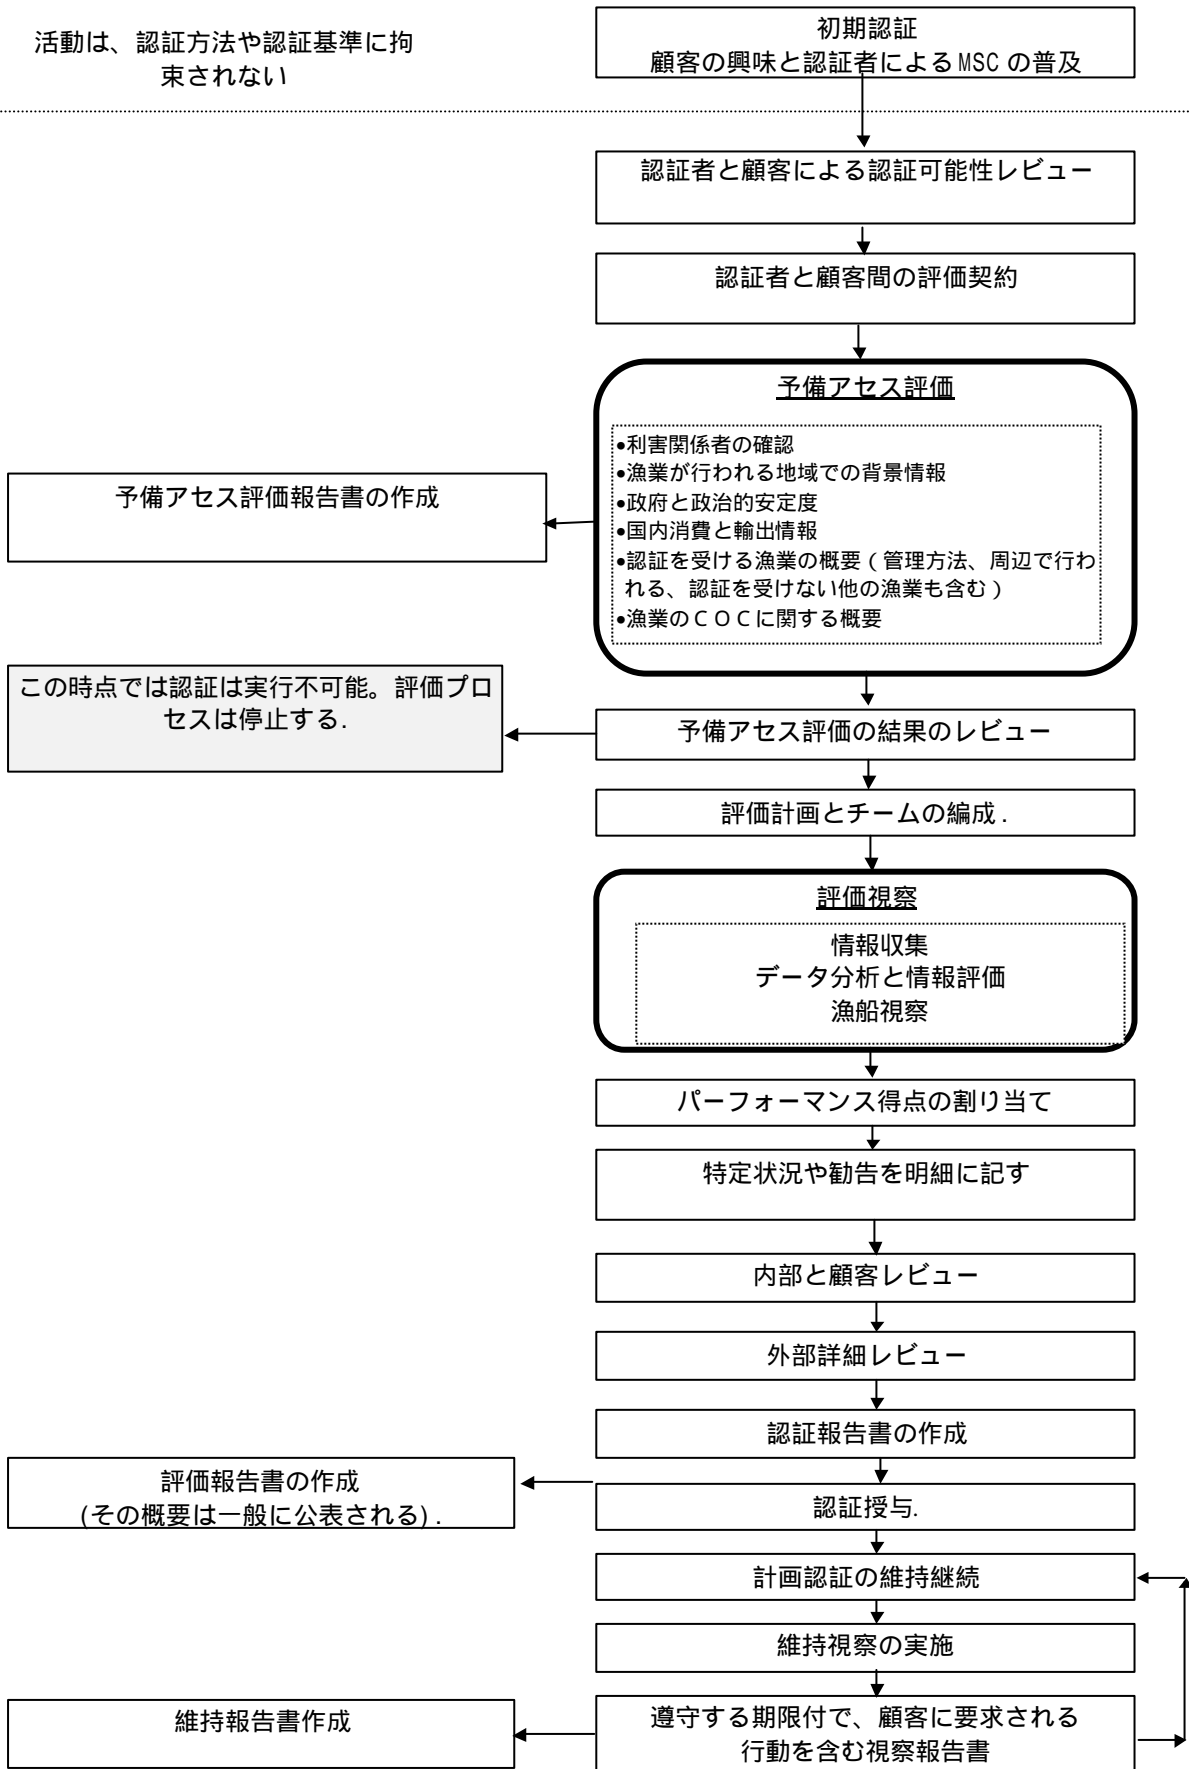 活動は、認証方法や認証基準に拘
束されない
初期認証
顧客の興味と認証者によるMSCの普及
認証者と顧客による認証可能性レビュー
認証者と顧客間の評価契約
予備アセス評価
•利害関係者の確認
•漁業が行われる地域での背景情報
•政府と政治的安定度
•国内消費と輸出情報
•認証を受ける漁業の概要（管理方法、周辺で行わ
れる、認証を受けない他の漁業も含む）
•漁業のＣＯＣに関する概要
予備アセス評価報告書の作成
この時点では認証は実行不可能。評価プロ
セスは停止する.
予備アセス評価の結果のレビュー
評価計画とチームの編成.
評価視察
情報収集
データ分析と情報評価
漁船視察
パーフォーマンス得点の割り当て
特定状況や勧告を明細に記す
内部と顧客レビュー
外部詳細レビュー
認証報告書の作成
評価報告書の作成
(その概要は一般に公表される).
認証授与.
計画認証の維持継続
維持視察の実施
維持報告書作成
遵守する期限付で、顧客に要求される
行動を含む視察報告書